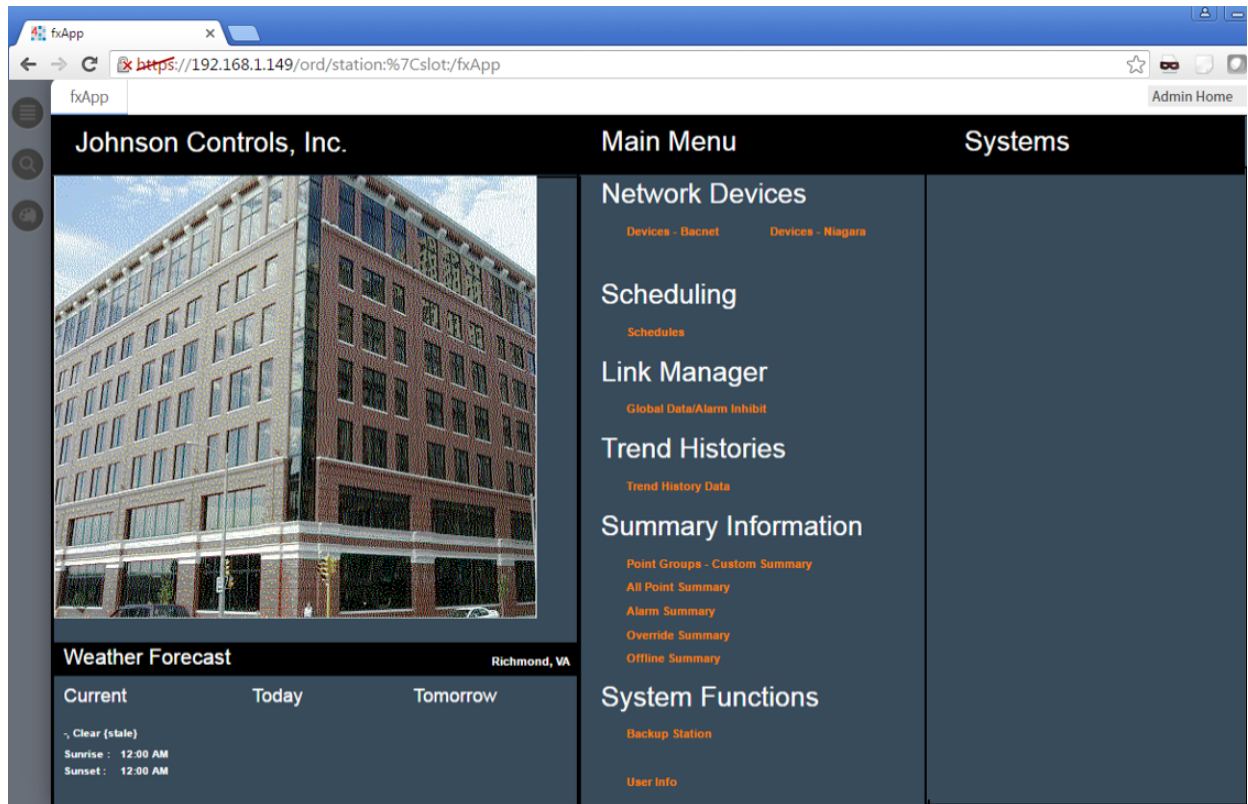 fxApp
https://192.168.1.149/ord/station:%7Cslot:/fxApp
fxApp
Admin Home
Johnson Controls, Inc.
Main Menu
Systems
Network Devices
Devices - Bacnet
Devices - Niagara
Scheduling
Schedules
Link Manager
Global Data/Alarm Inhibit
Trend Histories
Trend History Data
Summary Information
Point Groups - Custom Summary
All Point Summary
Alarm Summary
Override Summary
Offline Summary
System Functions
Backup Station
User Info
Weather Forecast
Richmond, VA
Current
Today
Tomorrow
-, Clear {stale}
Sunrise : 12:00 AM
Sunset : 12:00 AM